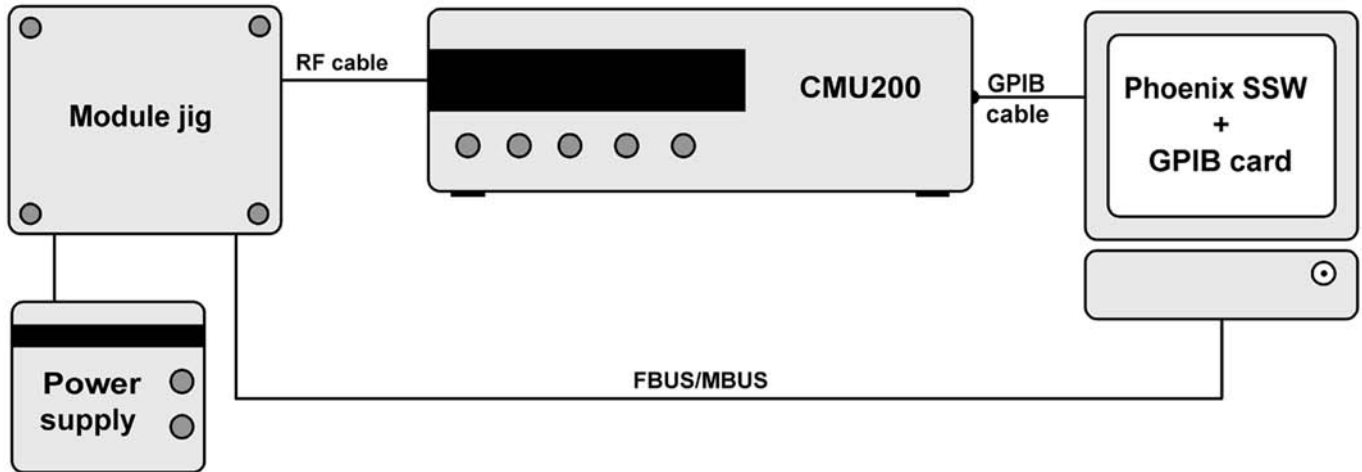 Module jig
RF cable
CMU200
GPIB
cable
Phoenix SSW
+
GPIB card
Power
supply
FBUS/MBUS